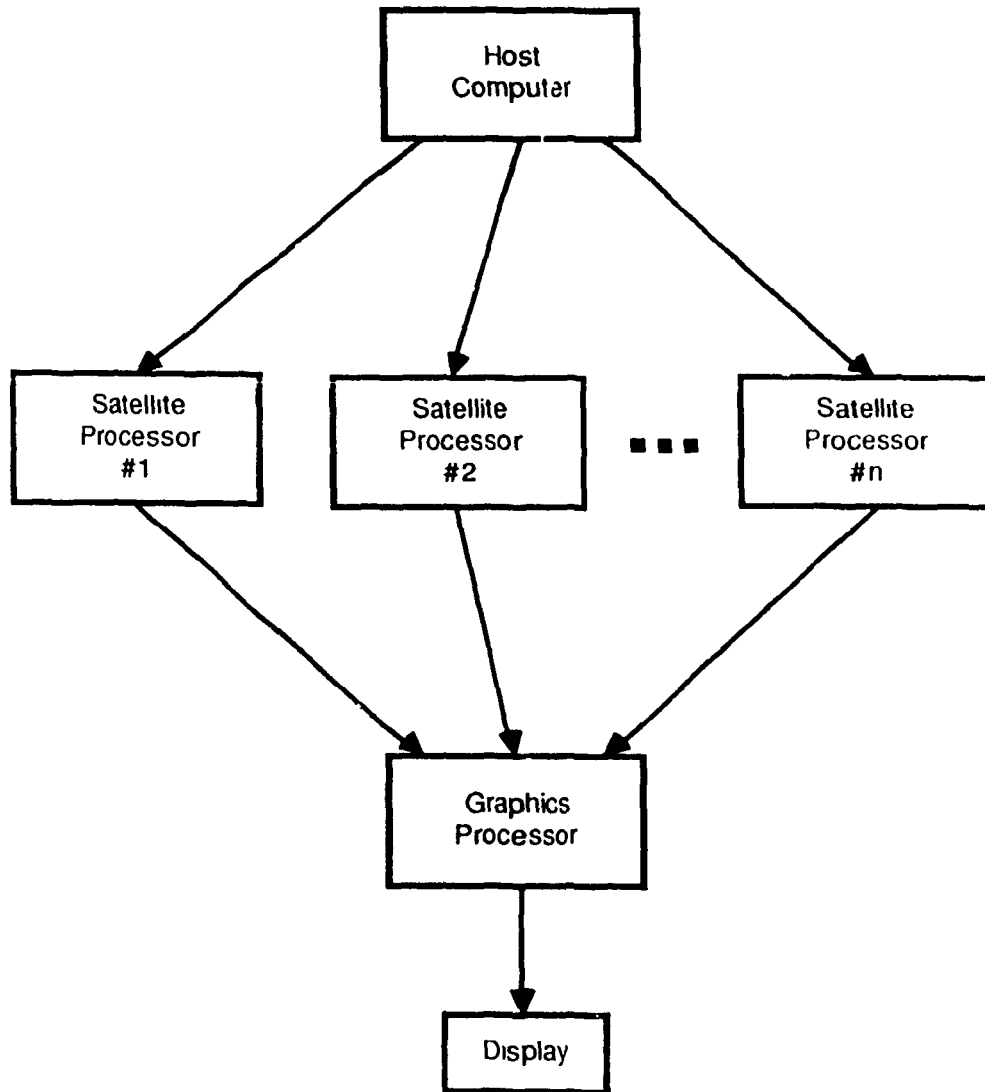 Host
Computer
Satellite
Processor
#1
Satellite
Processor
#2
Satellite
Processor
#n
Graphics
Processor
Display